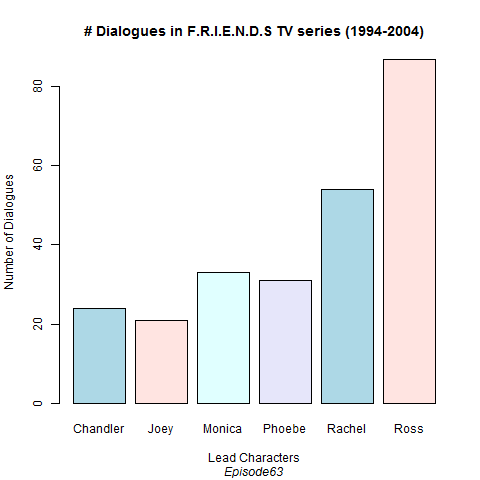 # Dialogues in F.R.I.E.N.D.S TV series (1994-2004)
Number of Dialogues
80
60
40
20
0
Chandler Joey Monica Phoebe Rachel Ross
Lead Characters
Episode63